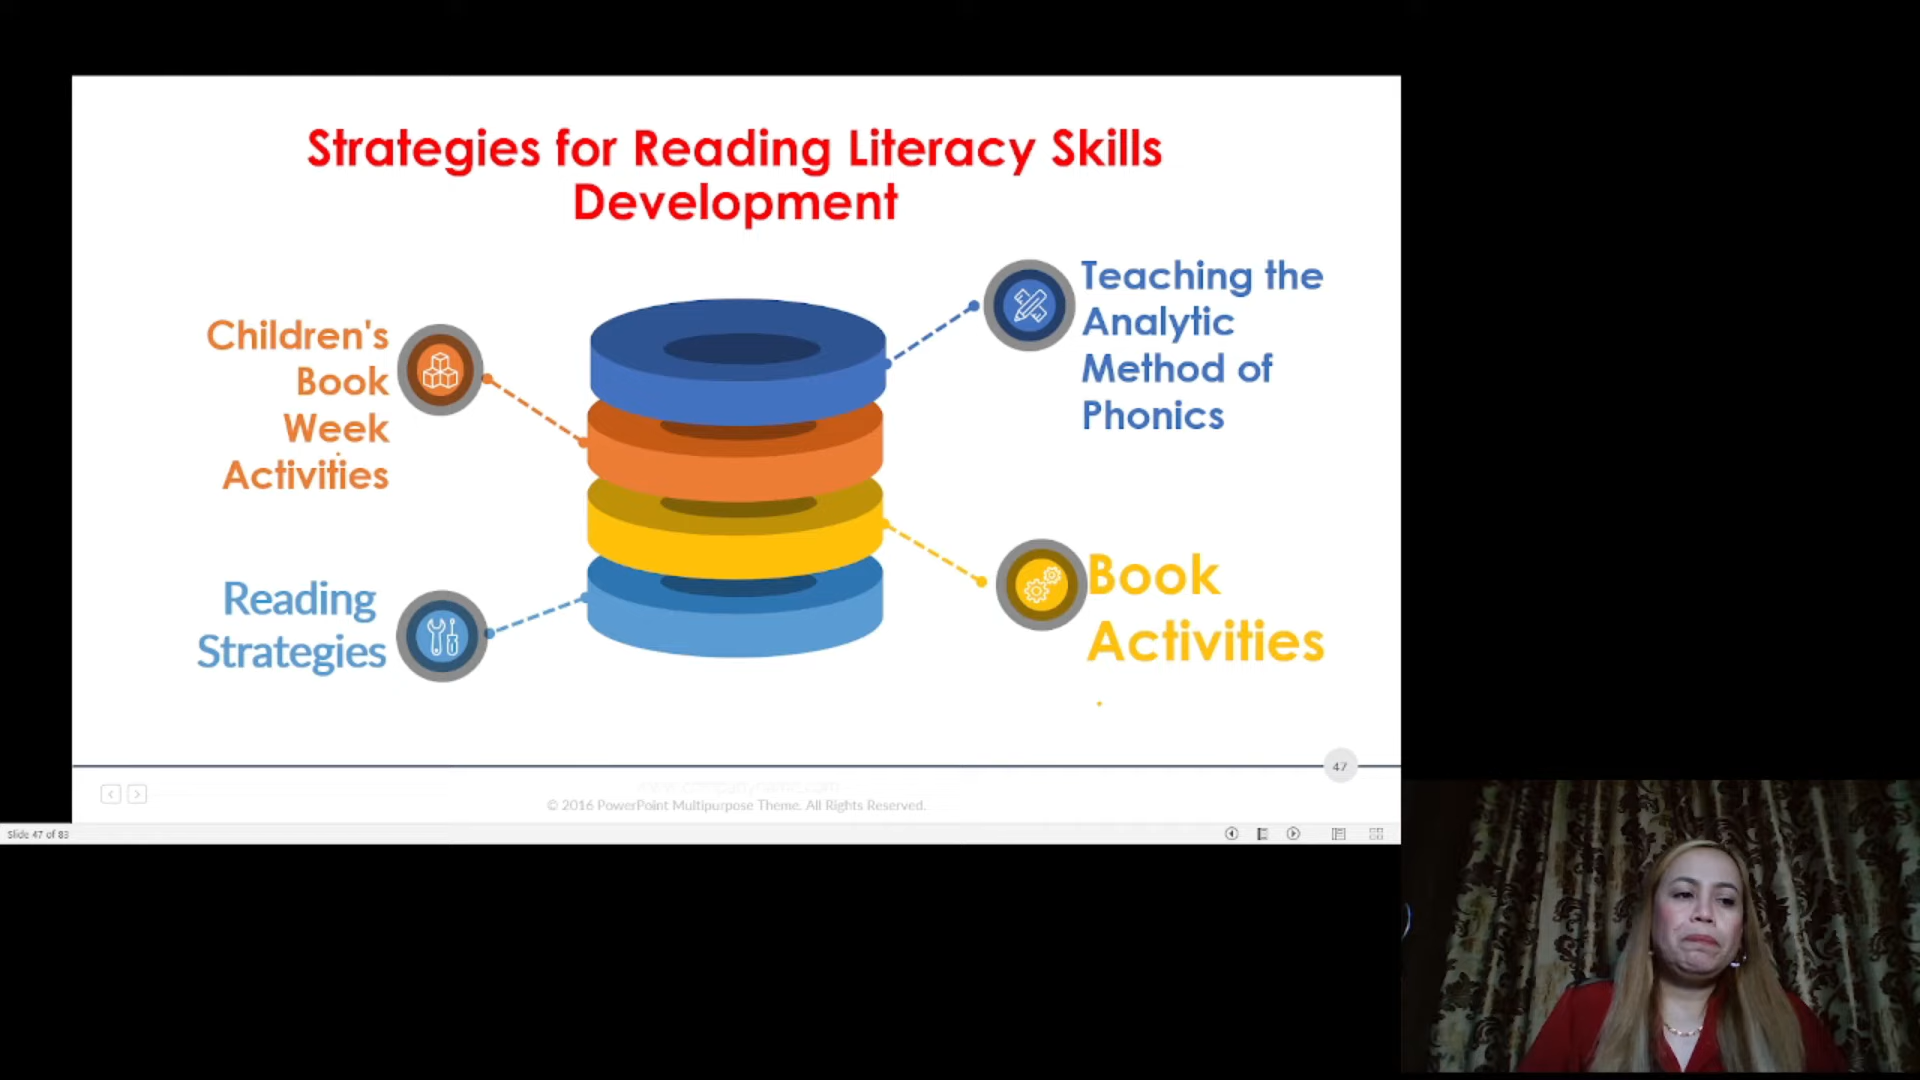 Strategies for Reading Literacy Skills
Development
Children's
Book
Week
Activities
Teaching the
Analytic
Method of
Phonics
Reading
Strategies
Book
Activities
.
47
© 2016 PowerPoint Multipurpose Theme. All Rights Reserved.
Slide 47 of 83